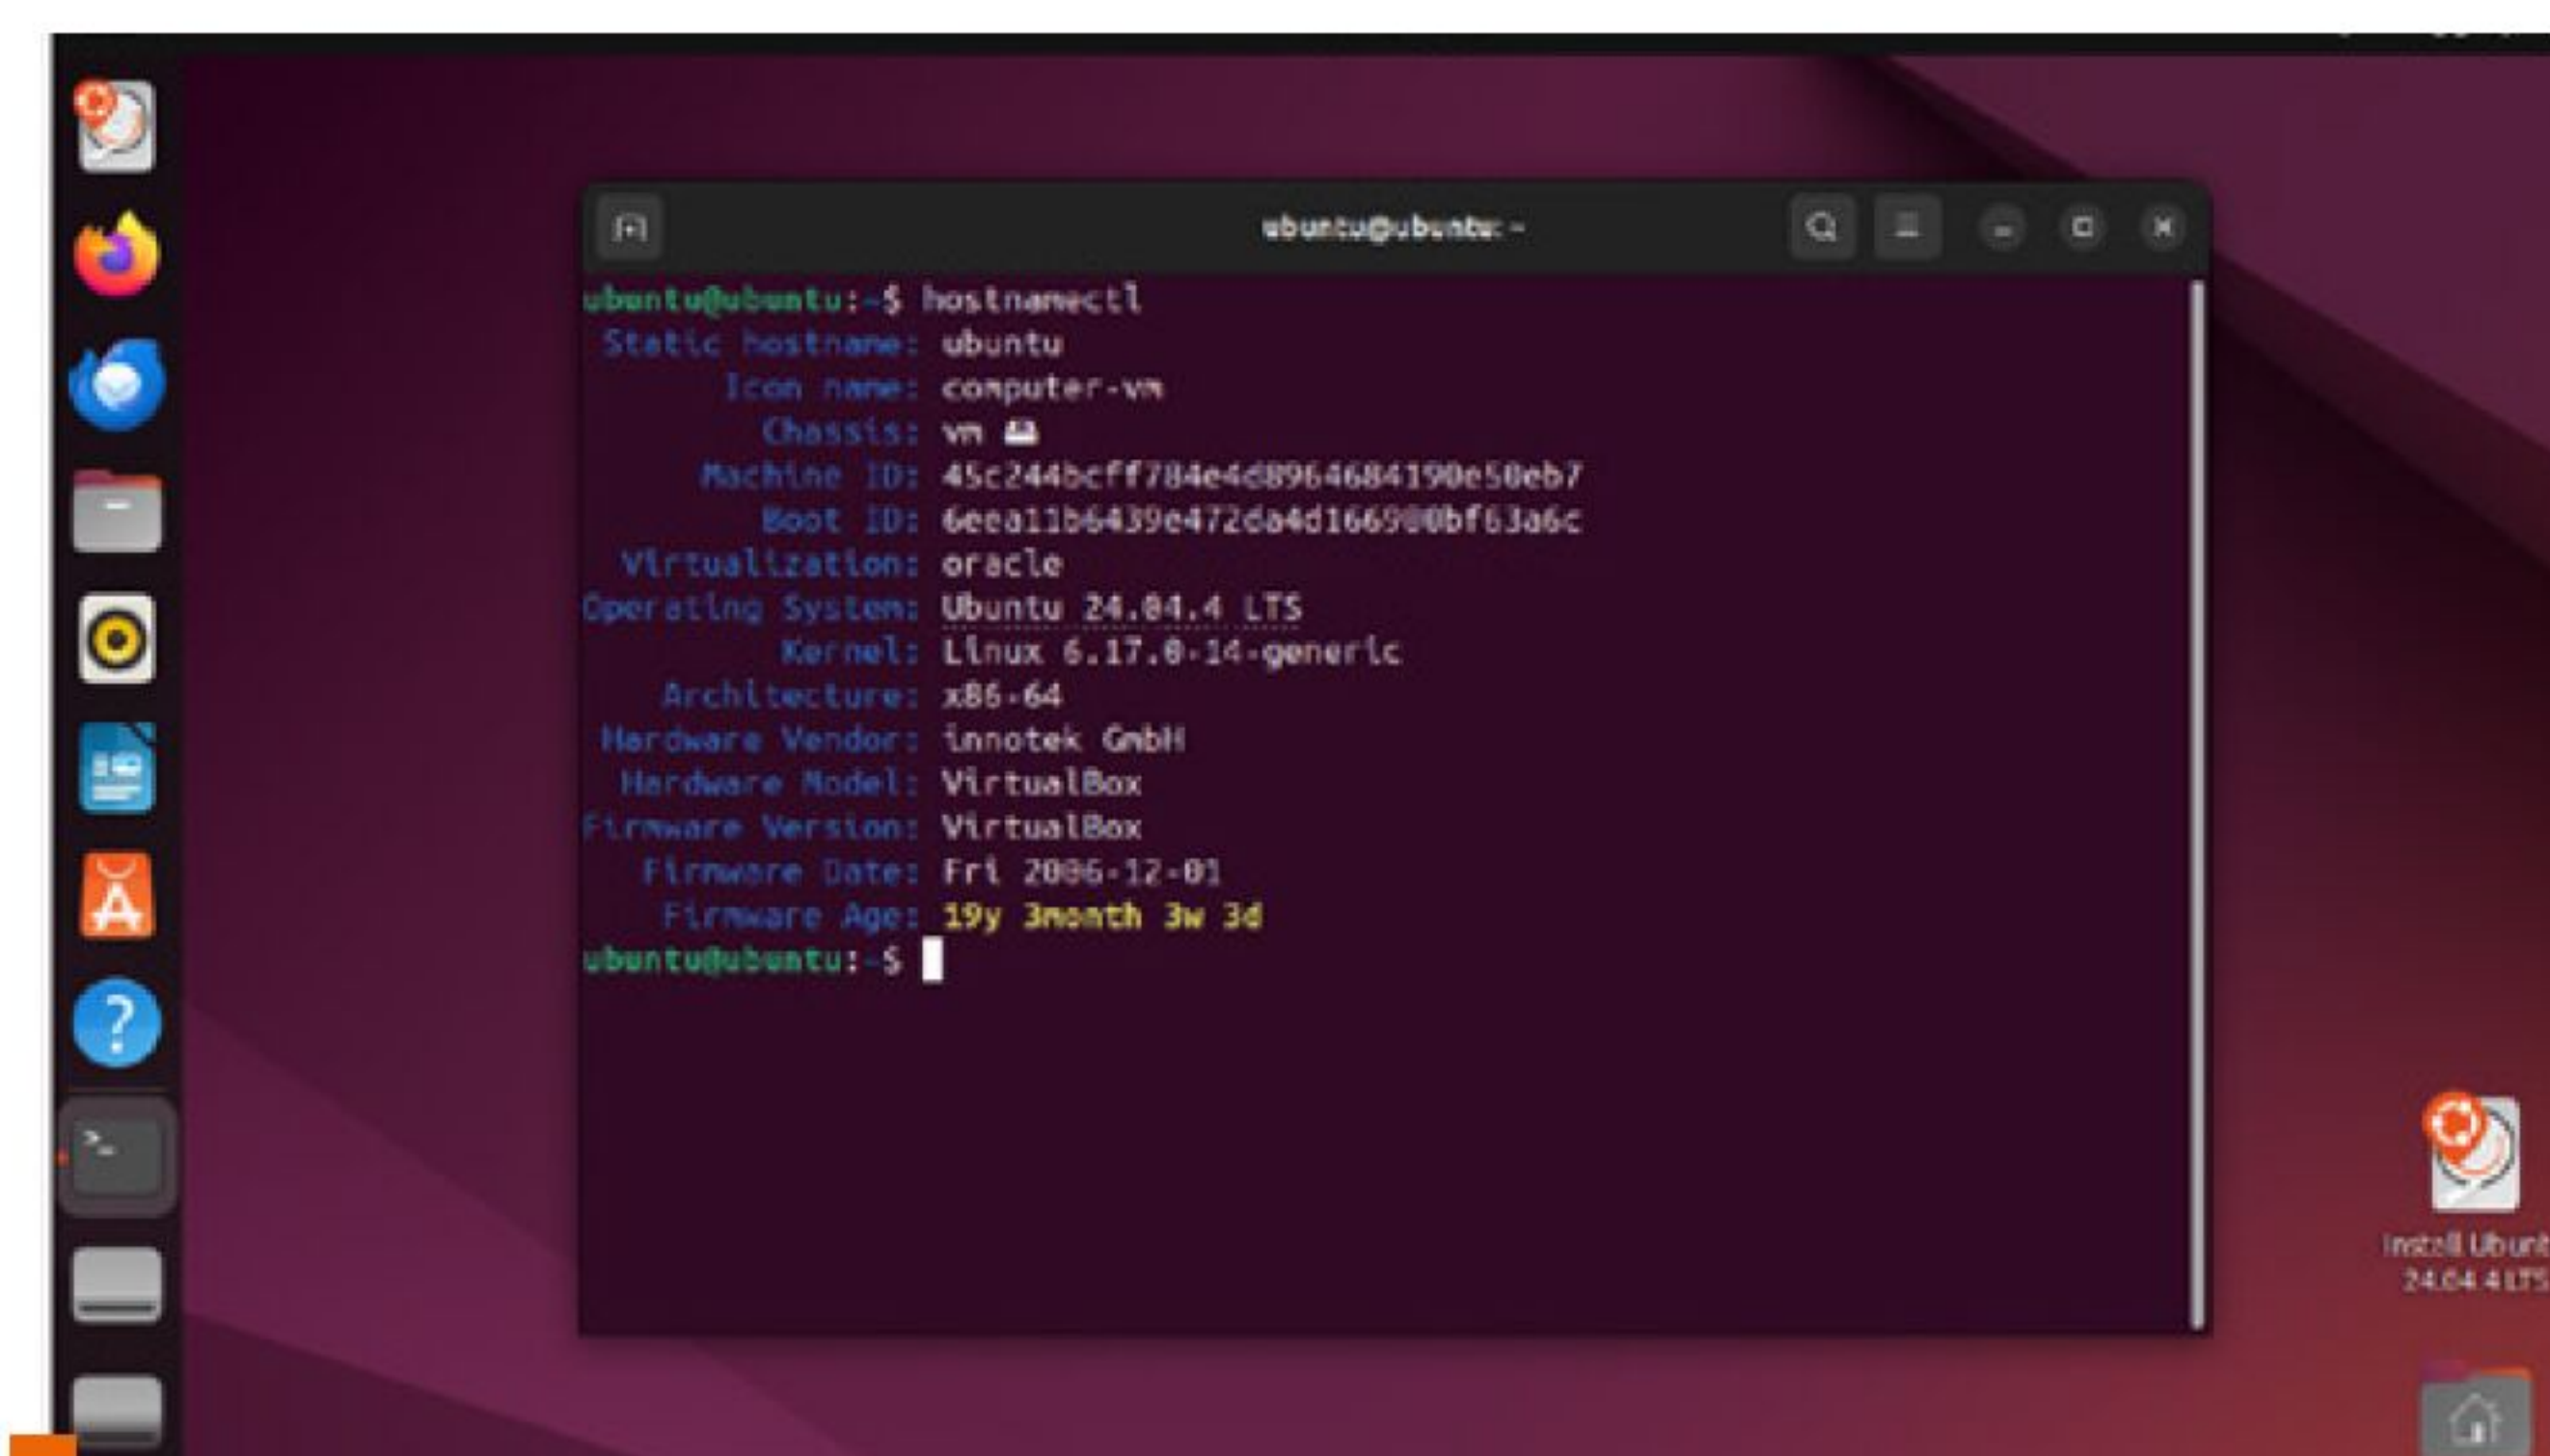 ubuntu@ubuntu: ~
ubuntu@ubuntu:~$ hostnamectl
Static hostname: ubuntu
Icon name: computer-vm
Chassis: vm
Machine ID: 45c244bcff784e4d8964684190e50eb7
Boot ID:
Virtualization: oracle
Operating System: Ubuntu 24.04.4 LTS
Kernel: Linux 6.17.0-14-generic
Architecture: x86-64
Hardware Vendor: innotek GmbH
Hardware Model: VirtualBox
Firmware Version: VirtualBox
Firmware Date: Fri 2006-12-01
Firmware Age: 19y 3month 3w 3d
ubuntu@ubuntu:~$
Install Ubunt
24.04.4 LTS